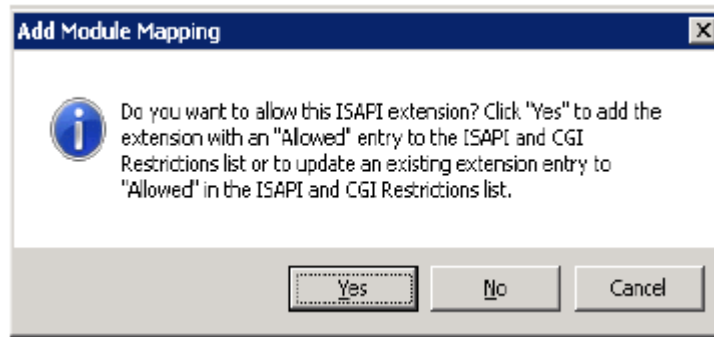 Add Module Mapping
Do you want to allow this ISAPI extension? Click "Yes" to add the
extension with an "Allowed" entry to the ISAPI and CGI
Restrictions list or to update an existing extension entry to
"Allowed" in the ISAPI and CGI Restrictions list.
Yes No Cancel